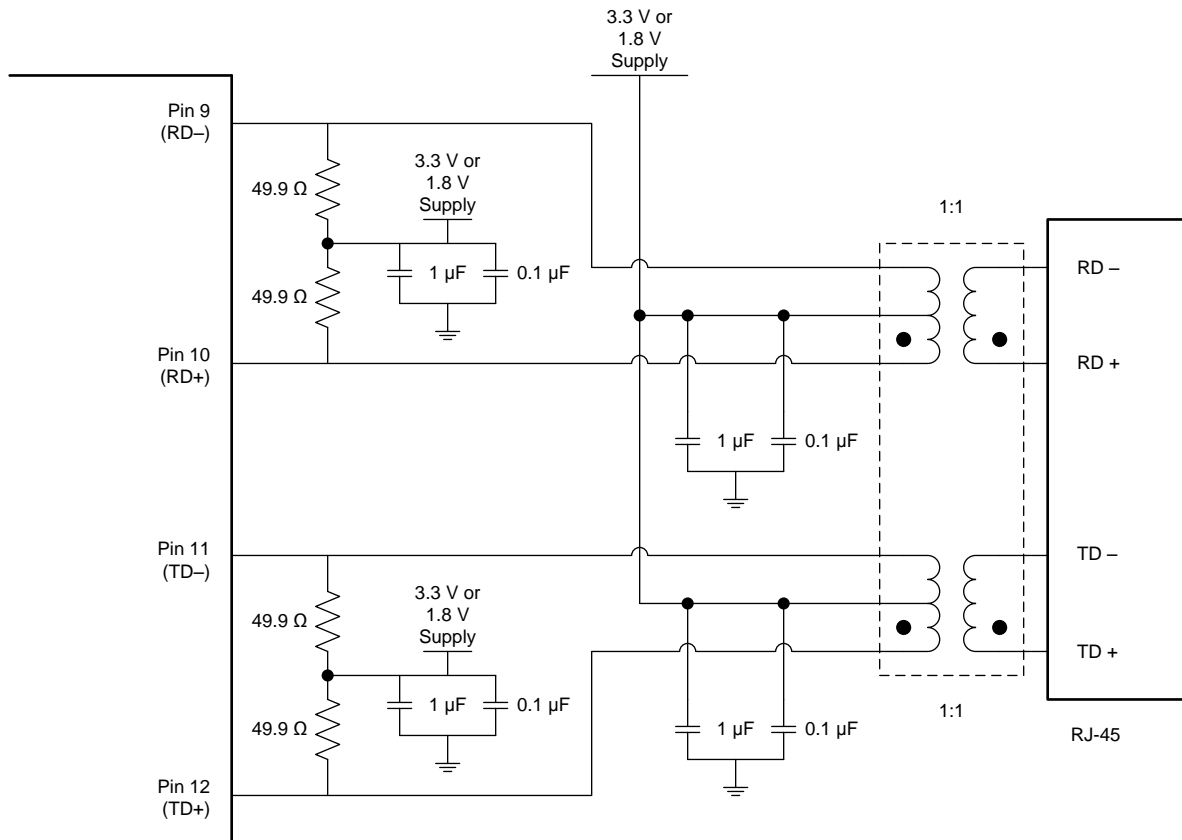 3.3 V or
1.8 V
Supply
Pin 9
(RD–)
49.9 Ω
3.3 V or
1.8 V
Supply
1 µF
0.1 µF
49.9 Ω
Pin 10
(RD+)
1:1
RD –
RD +
1 µF
0.1 µF
Pin 11
(TD–)
49.9 Ω
3.3 V or
1.8 V
Supply
1 µF
0.1 µF
49.9 Ω
Pin 12
(TD+)
TD –
TD +
1 µF
0.1 µF
1:1
RJ-45